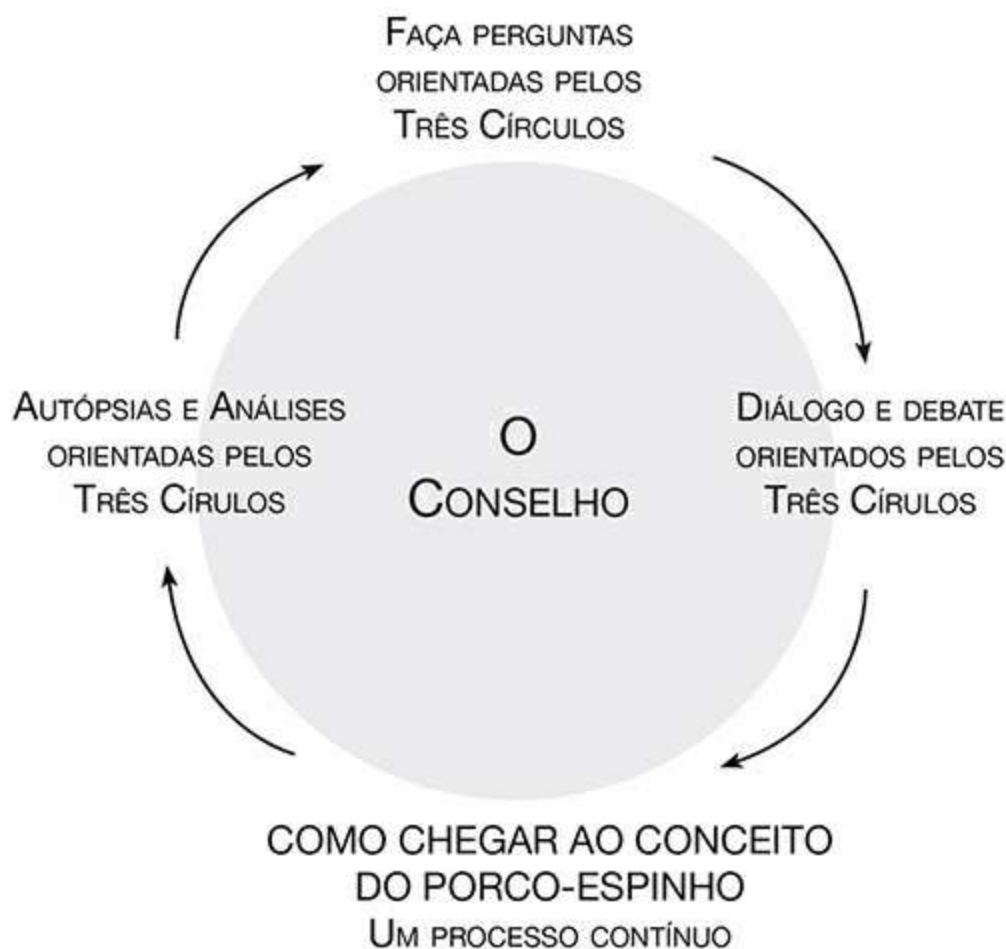 FAÇA PERGUNTAS
ORIENTADAS PELOS
TRÊS CÍRCULOS
DIÁLOGO E DEBATE
ORIENTADOS PELOS
TRÊS CÍRULOS
COMO CHEGAR AO CONCEITO
DO PORCO-ESPINHO
UM PROCESSO CONTÍNUO
AUTÓPSIAS E ANÁLISES
ORIENTADAS PELOS
TRÊS CÍRULOS
O
CONSELHO